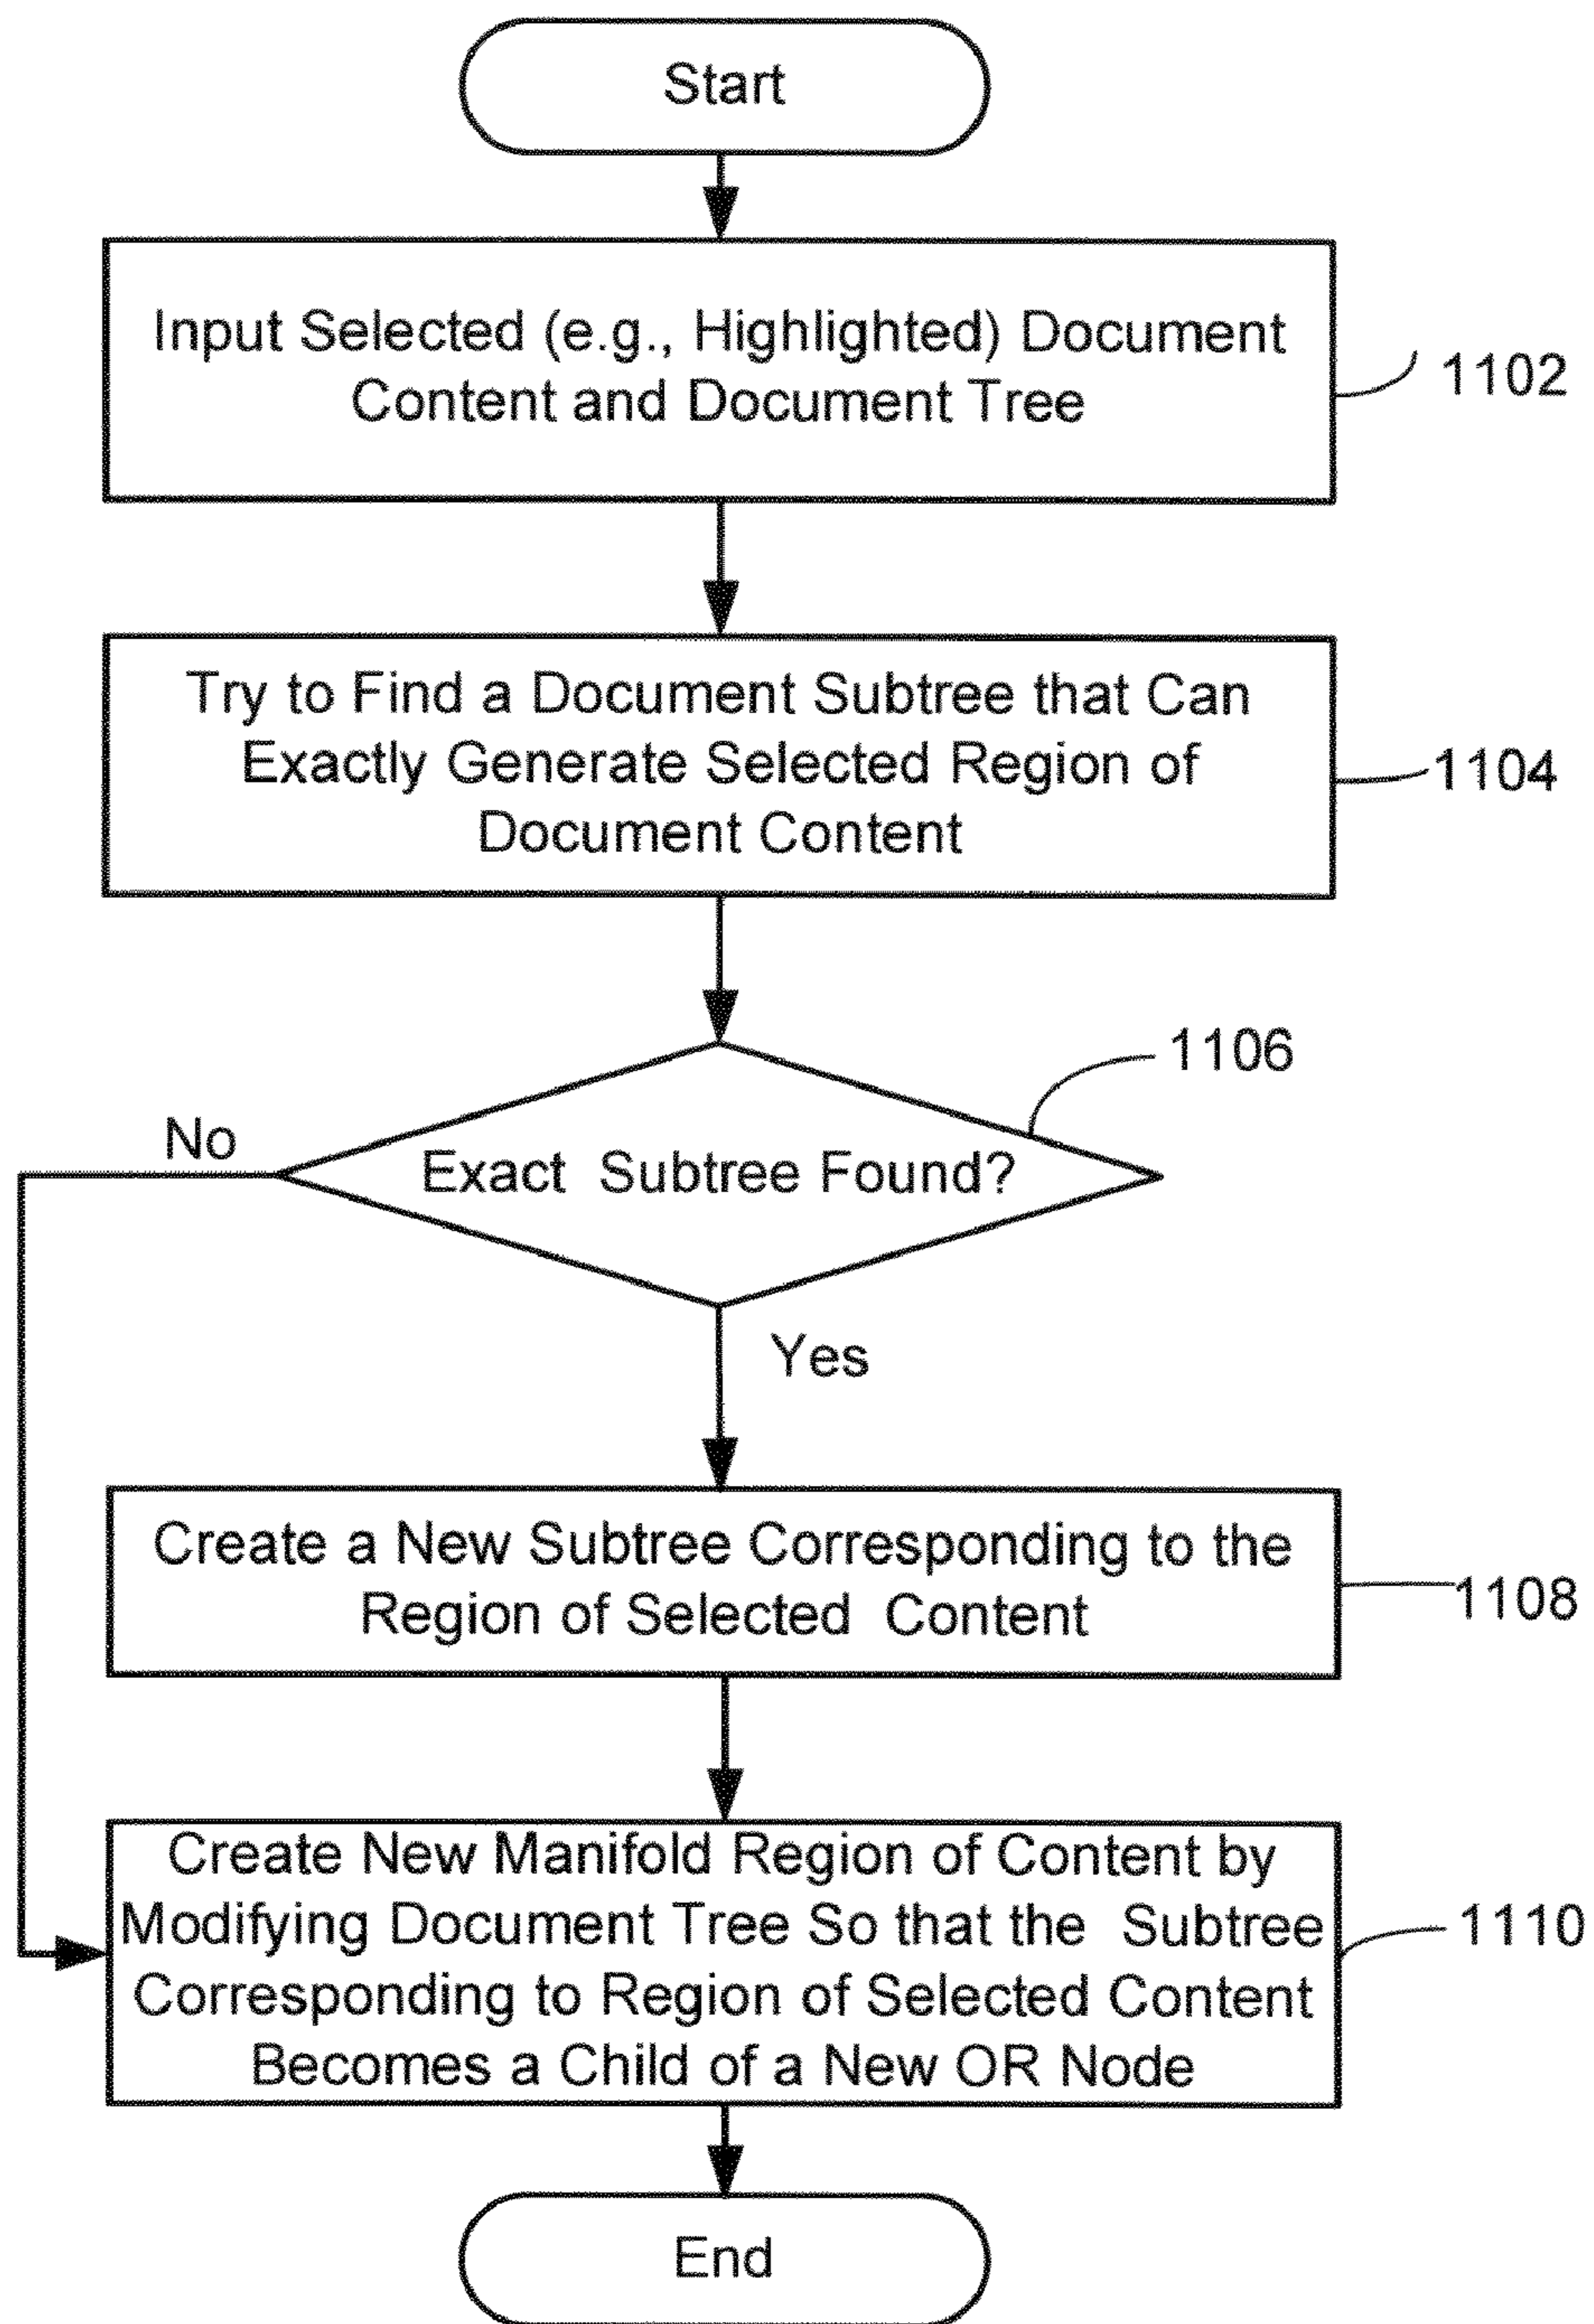 Start
Input Selected (e.g., Highlighted) Document
Content and Document Tree
1102
Try to Find a Document Subtree that Can
Exactly Generate Selected Region of
Document Content
1104
1106
No
Exact Subtree Found?
Yes
Create a New Subtree Corresponding to the
Region of Selected Content
1108
Create New Manifold Region of Content by
Modifying Document Tree So that the Subtree
Corresponding to Region of Selected Content
Becomes a Child of a New OR Node
1110
End